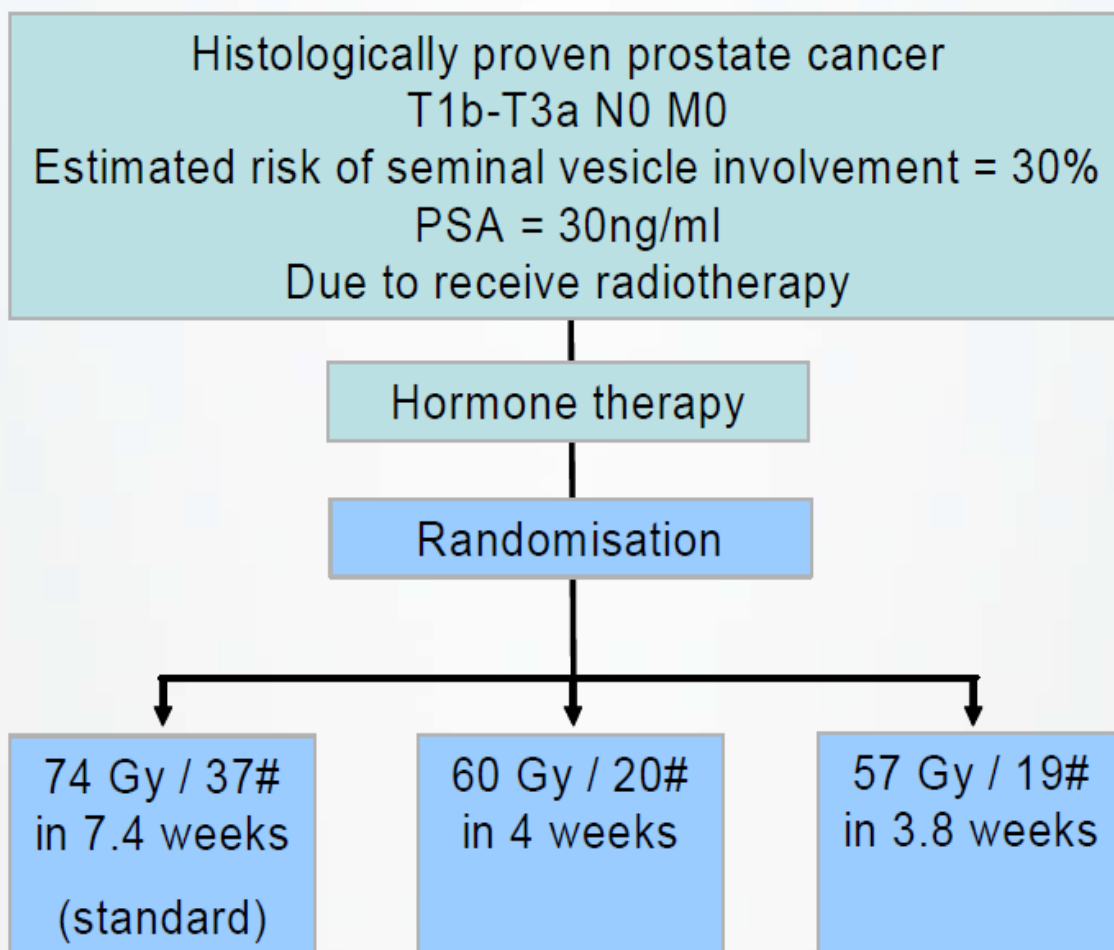 Histologically proven prostate cancer
T1b-T3a N0 M0
Estimated risk of seminal vesicle involvement = 30%
PSA = 30ng/ml
Due to receive radiotherapy
Hormone therapy
Randomisation
74 Gy / 37#
in 7.4 weeks
(standard)
60 Gy / 20#
in 4 weeks
57 Gy / 19#
in 3.8 weeks